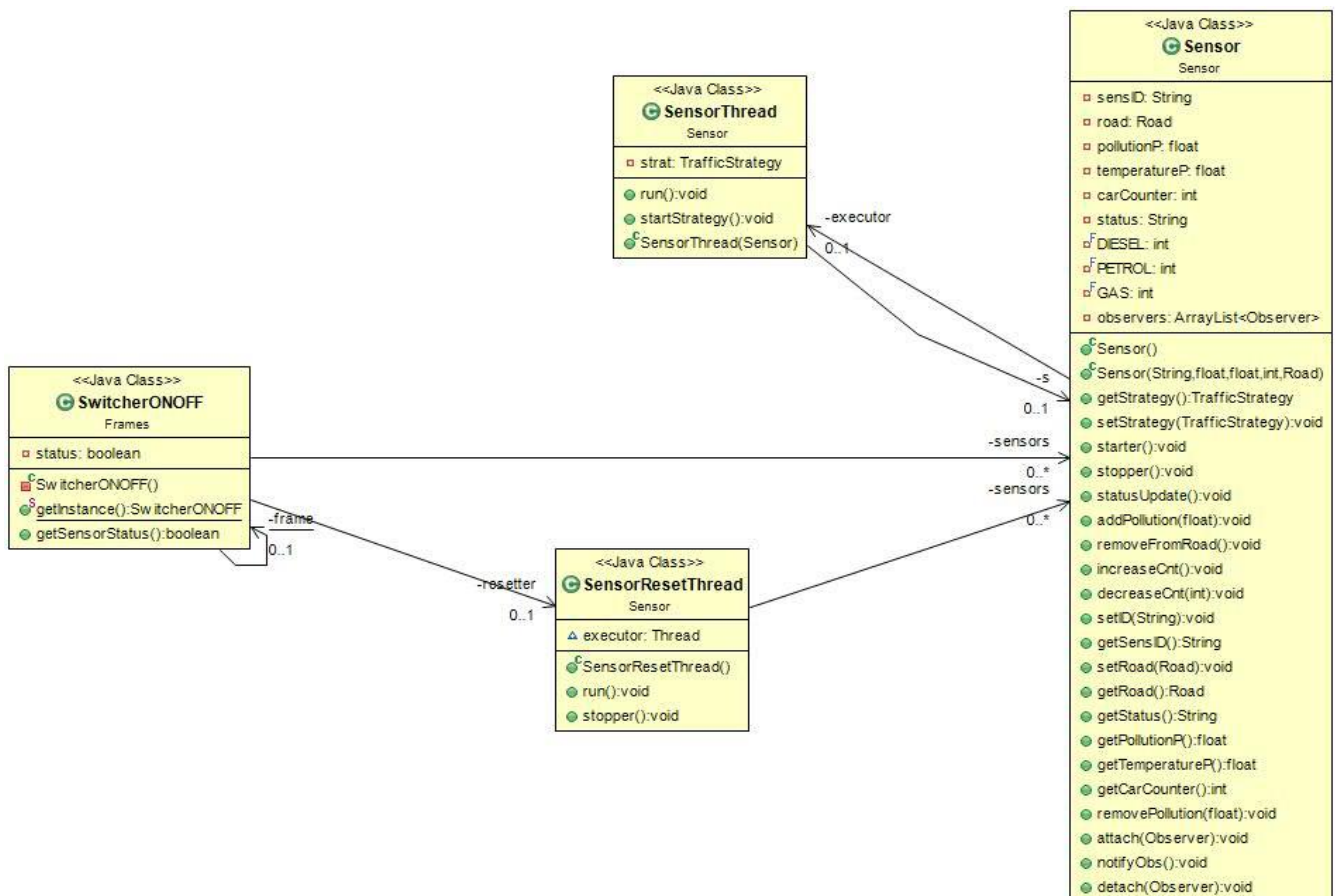 <<Java Class>>
SwitcherONOFF
Frames
status: boolean
SwitcherONOFF()
getInstance():SwitcherONOFF
getSensorStatus():boolean
-frame
0..1
<<Java Class>>
SensorThread
Sensor
strat: TrafficStrategy
run():void
startStrategy():void
SensorThread(Sensor)
-executor
0..1
-s
0..1
-sensors
0..*
-sensors
0..*
-resetter
0..1
<<Java Class>>
SensorResetThread
Sensor
executor: Thread
SensorResetThread()
run():void
stopper():void
<<Java Class>>
Sensor
Sensor
sensID: String
road: Road
pollutionP: float
temperatureP: float
carCounter: int
status: String
DIESEL: int
PETROL: int
GAS: int
observers: ArrayList<Observer>
Sensor()
Sensor(String,float,float,int,Road)
getStrategy():TrafficStrategy
setStrategy(TrafficStrategy):void
starter():void
stopper():void
statusUpdate():void
addPollution(float):void
removeFromRoad():void
increaseCnt():void
decreaseCnt(int):void
setID(String):void
getSensID():String
setRoad(Road):void
getRoad():Road
getStatus():String
getPollutionP():float
getTemperatureP():float
getCarCounter():int
removePollution(float):void
attach(Observer):void
notifyObs():void
detach(Observer):void